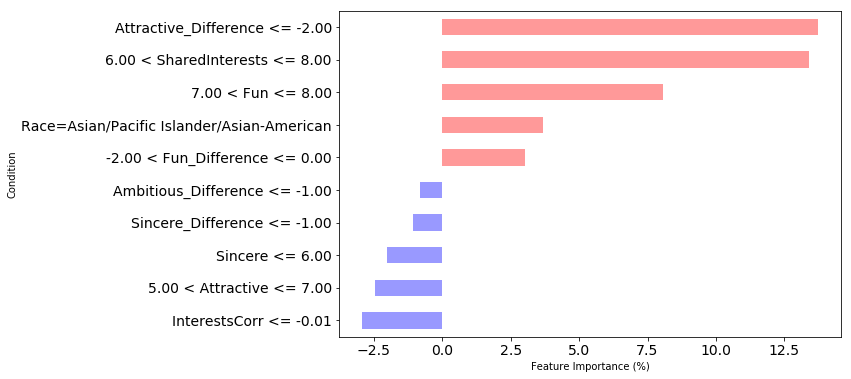 Attractive_Difference <= -2.00
6.00 < SharedInterests <= 8.00
7.00 < Fun <= 8.00
Race=Asian/Pacific Islander/Asian-American
-2.00 < Fun_Difference <= 0.00
Ambitious_Difference <= -1.00
Sincere_Difference <= -1.00
Sincere <= 6.00
5.00 < Attractive <= 7.00
InterestsCorr <= -0.01
Condition
−2.5 0.0 2.5 5.0 7.5 10.0 12.5
Feature Importance (%)